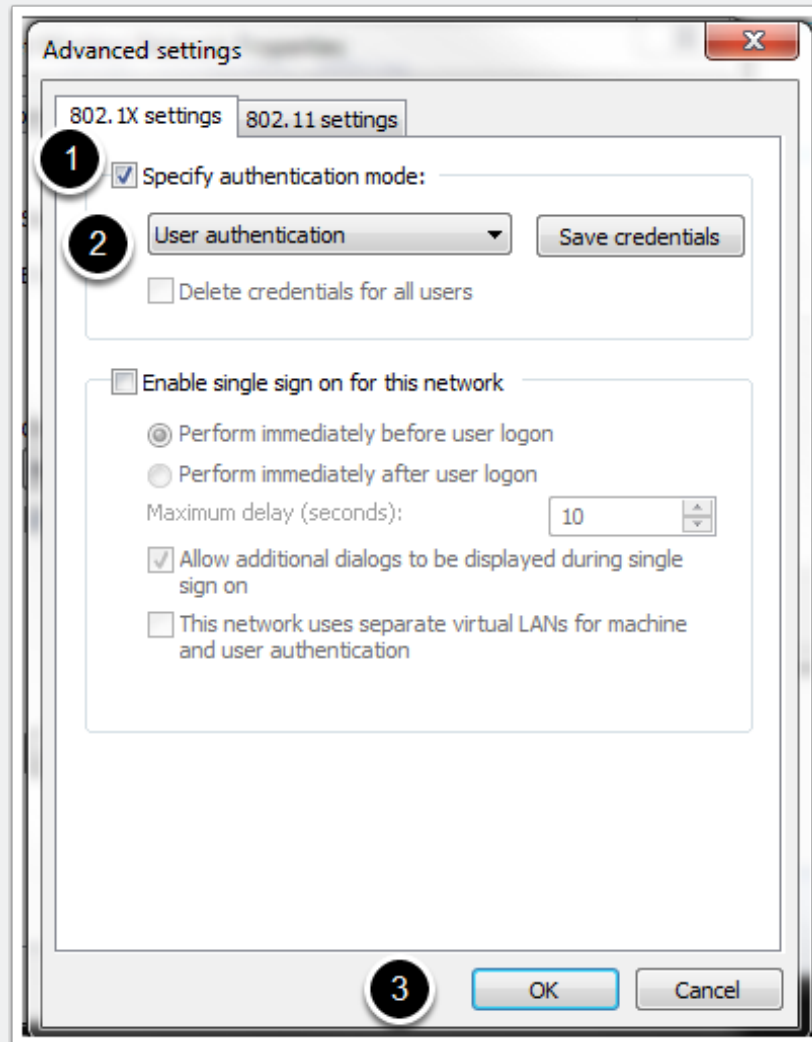 Advanced settings
Properties
802.1X settings
802.11 settings
1
Specify authentication mode:
2
User authentication
Save credentials
Delete credentials for all users
Enable single sign on for this network
Perform immediately before user logon
Perform immediately after user logon
Maximum delay (seconds):
10
Allow additional dialogs to be displayed during single
sign on
This network uses separate virtual LANs for machine
and user authentication
3
OK
Cancel